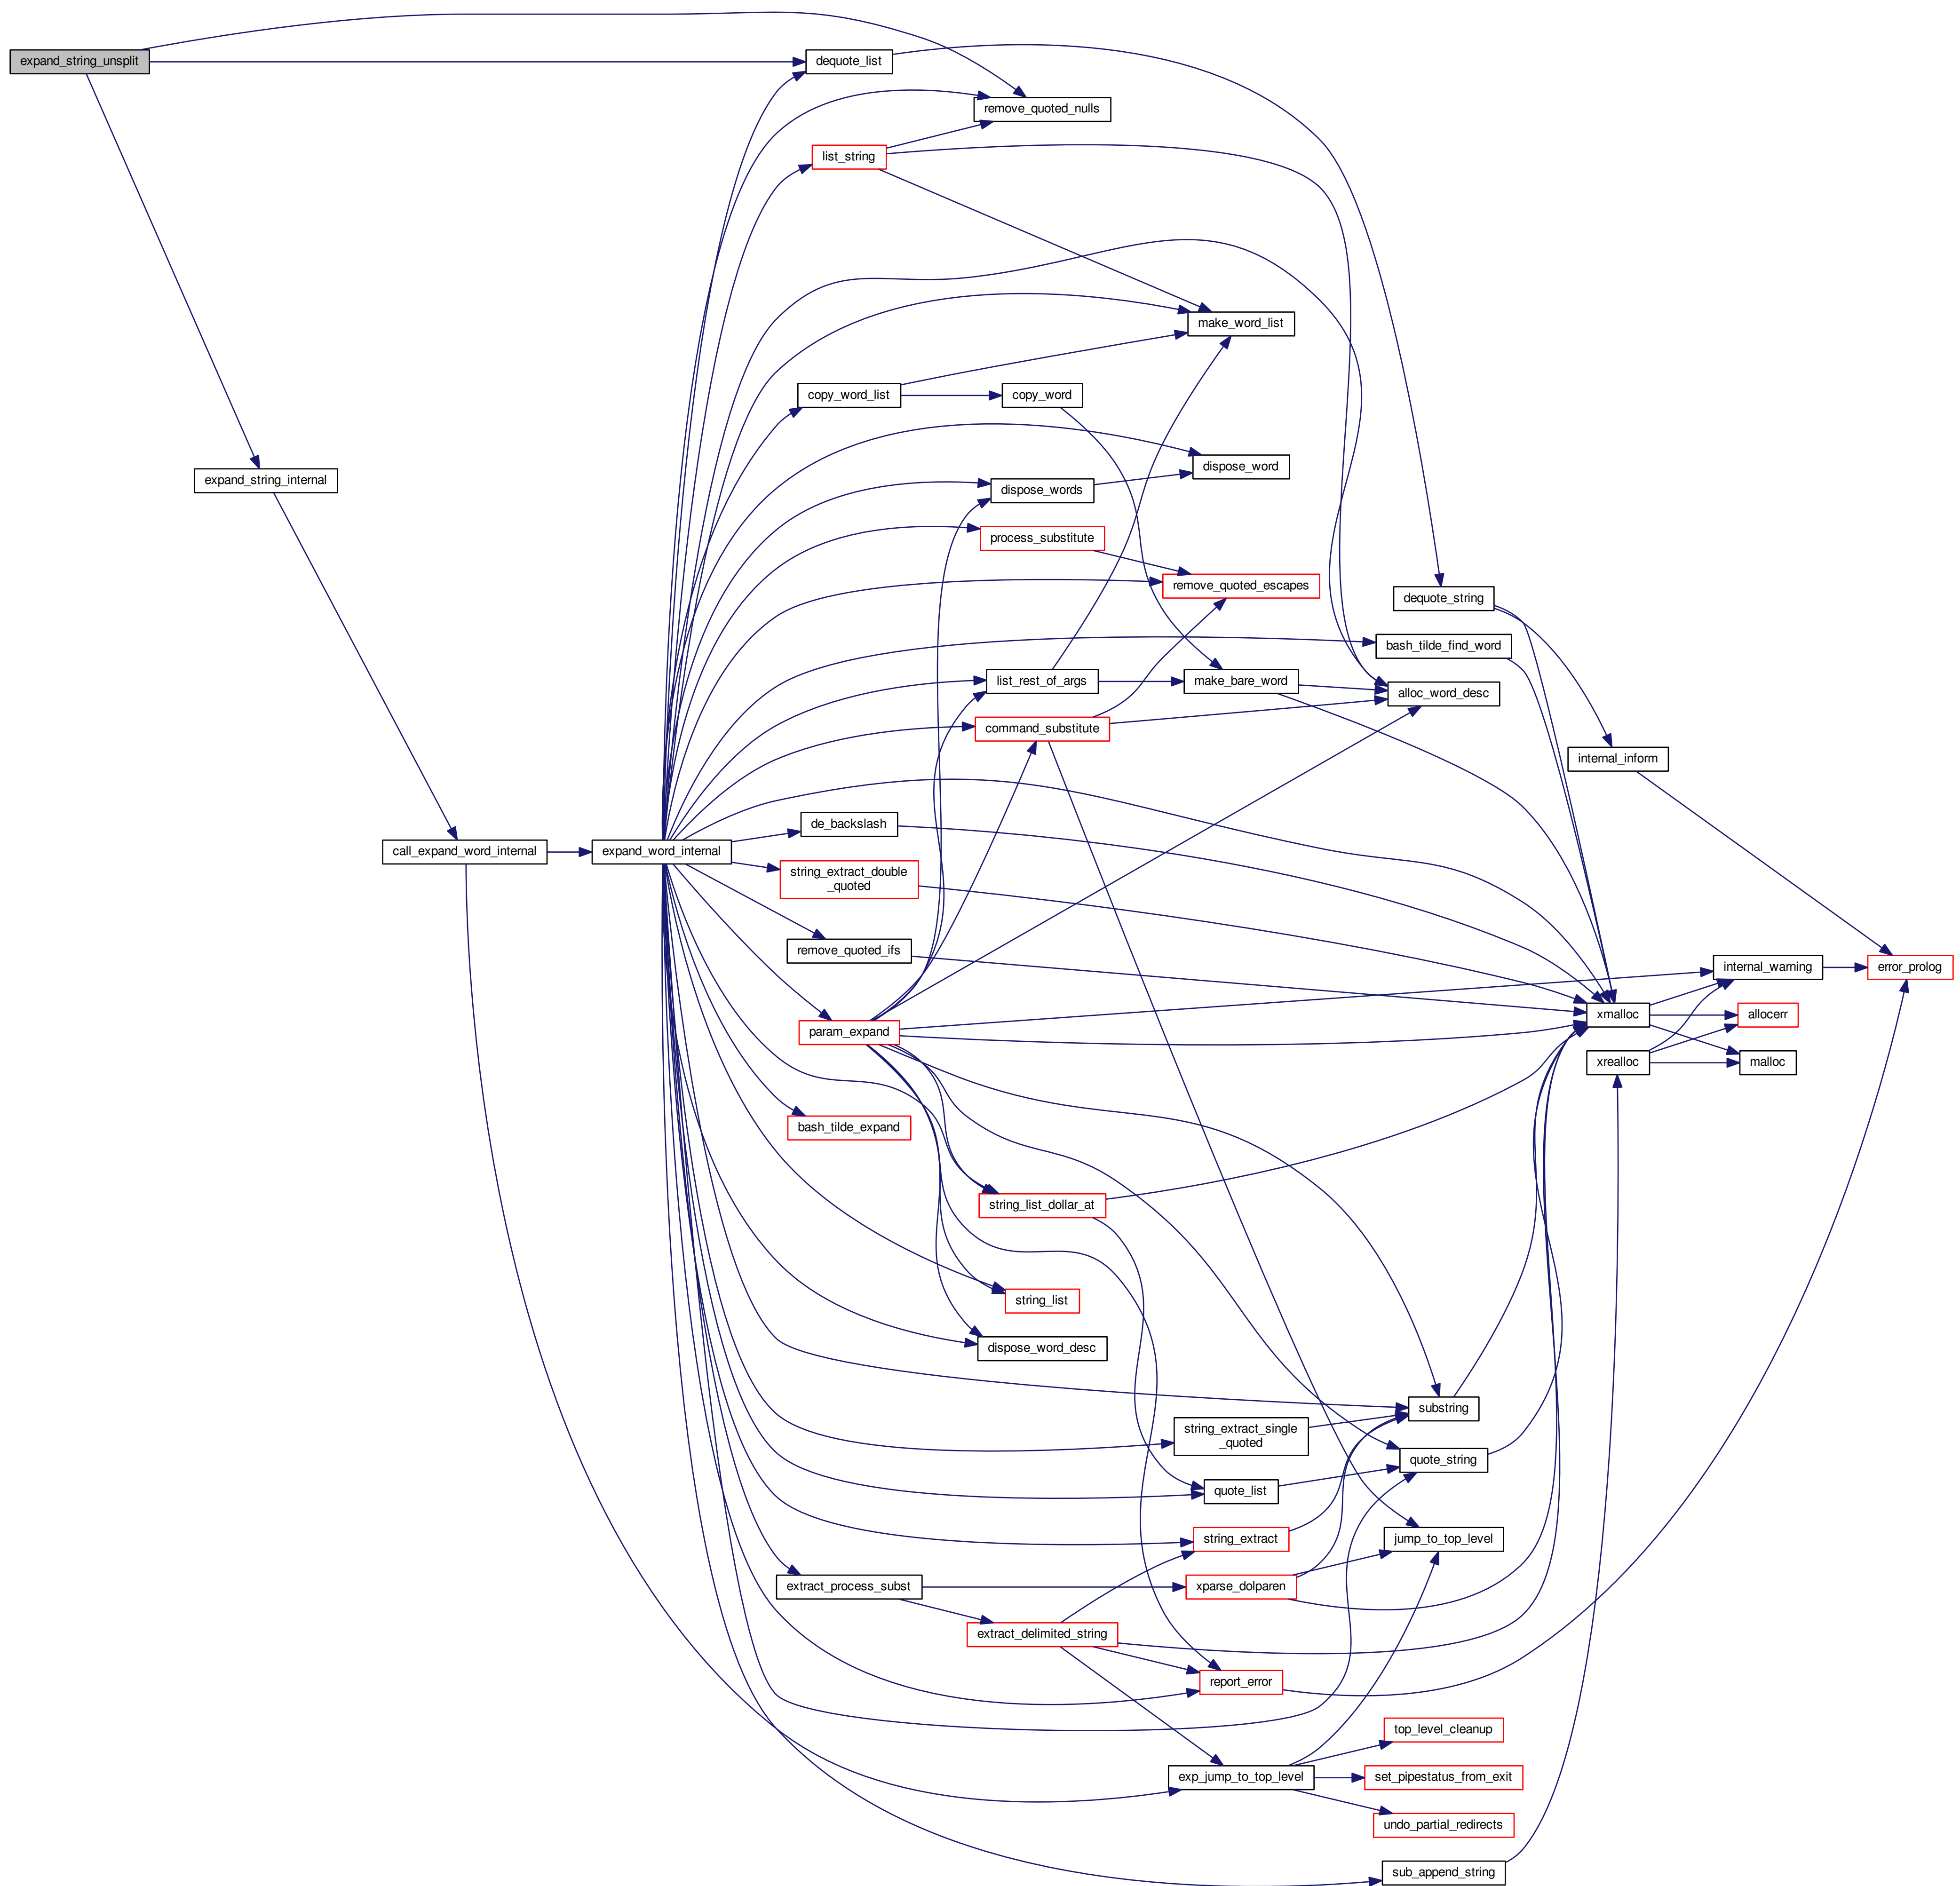 expand_string_unsplit
dequote_list
remove_quoted_nulls
list_string
make_word_list
copy_word_list
copy_word
dispose_word
expand_string_internal
dispose_words
process_substitute
remove_quoted_escapes
dequote_string
bash_tilde_find_word
list_rest_of_args
make_bare_word
alloc_word_desc
command_substitute
internal_inform
de_backslash
call_expand_word_internal
expand_word_internal
string_extract_double
_quoted
remove_quoted_ifs
internal_warning
error_prolog
param_expand
xmalloc
allocerr
xrealloc
malloc
bash_tilde_expand
string_list_dollar_at
string_list
dispose_word_desc
substring
string_extract_single
_quoted
quote_string
quote_list
string_extract
jump_to_top_level
extract_process_subst
xparse_dolparen
extract_delimited_string
report_error
top_level_cleanup
exp_jump_to_top_level
set_pipestatus_from_exit
undo_partial_redirects
sub_append_string